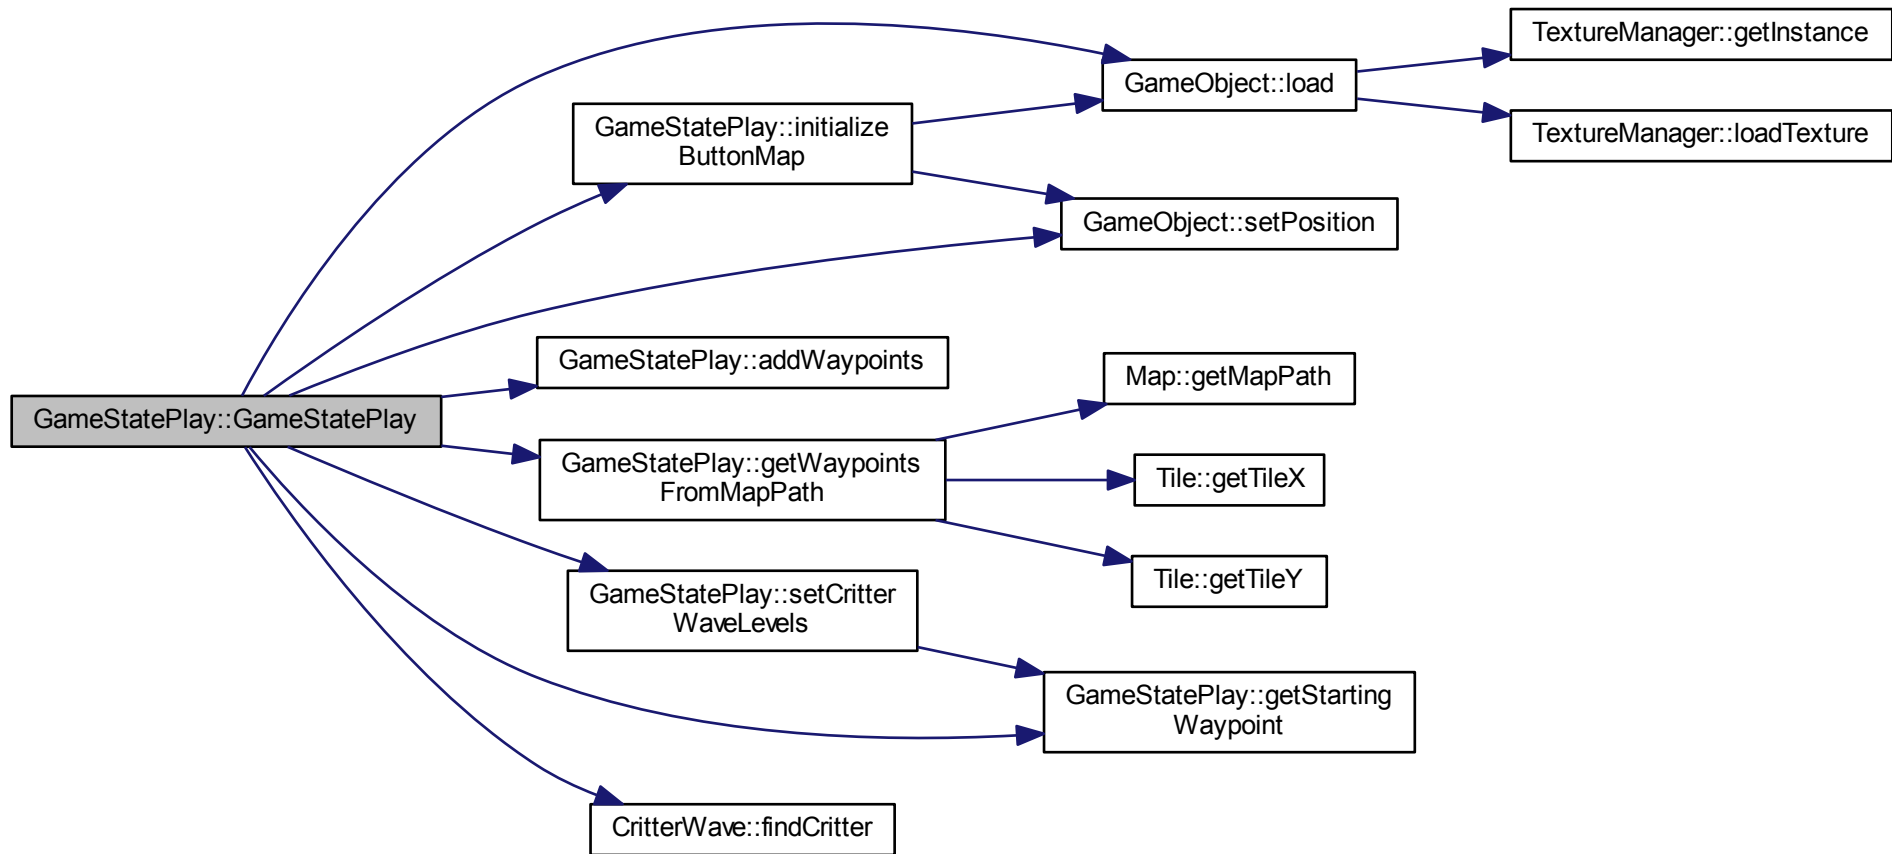 TextureManager::getInstance
GameObject::load
TextureManager::loadTexture
GameStatePlay::initialize
ButtonMap
GameObject::setPosition
GameStatePlay::addWaypoints
Map::getMapPath
GameStatePlay::GameStatePlay
GameStatePlay::getWaypoints
FromMapPath
Tile::getTileX
Tile::getTileY
GameStatePlay::setCritter
WaveLevels
GameStatePlay::getStarting
Waypoint
CritterWave::findCritter